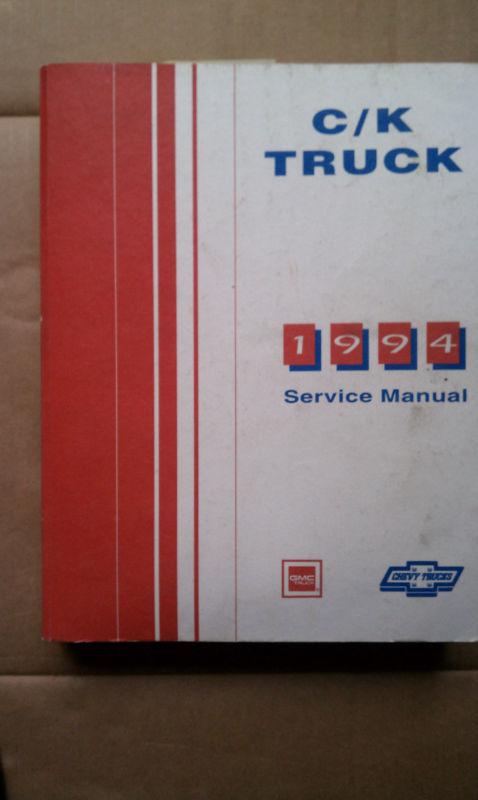 C/K
TRUCK
1994
Service Manual
GMC
TRUCK
CHEVY TRUCKS